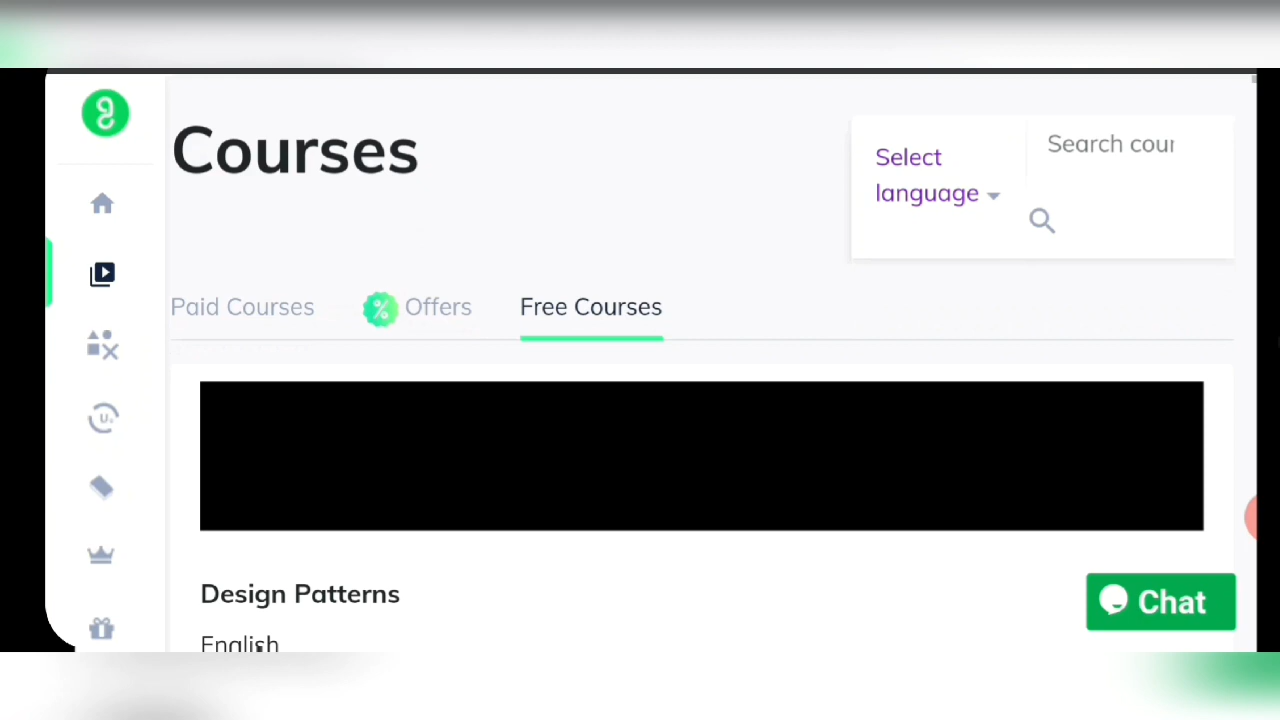 Courses
Select
language
Search cour
Paid Courses
% Offers
Free Courses
Design Patterns
English
Chat